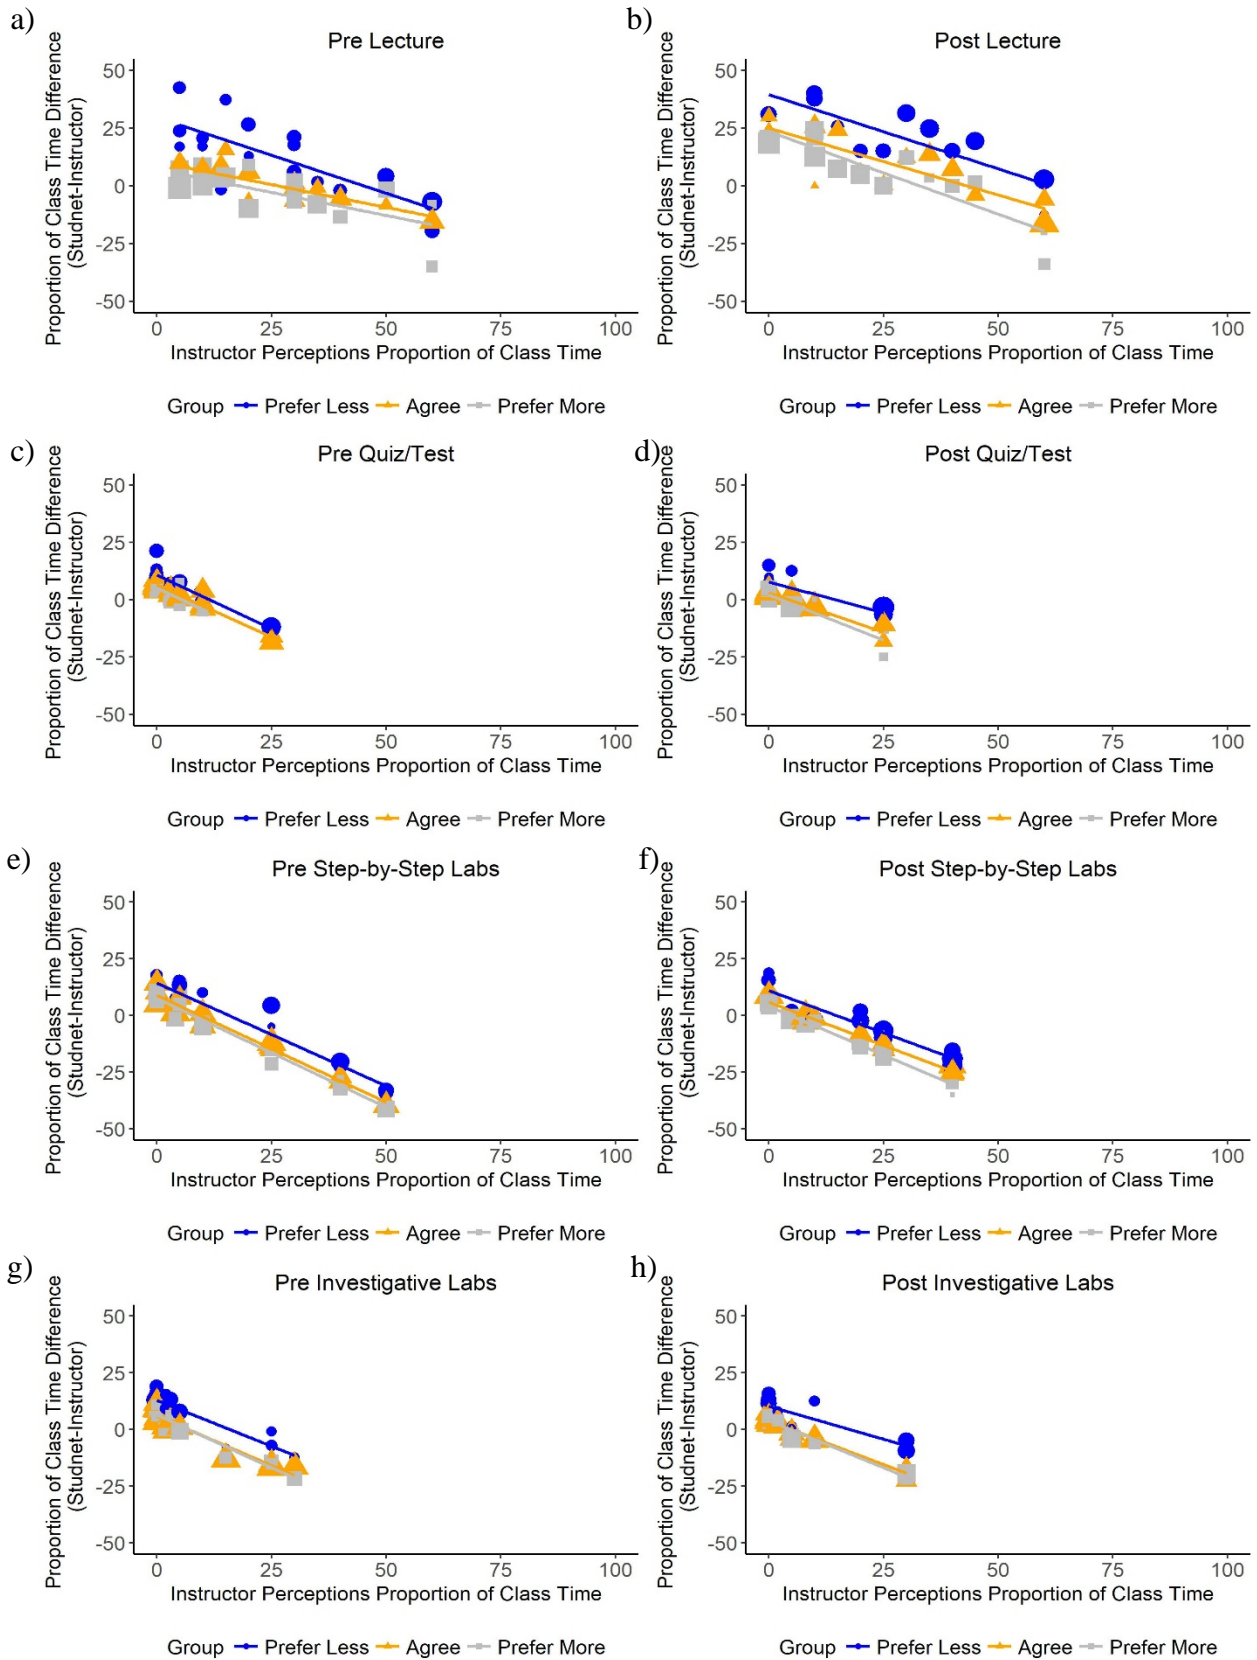 a)
Pre Lecture
Proportion of Class Time Difference
(Studnet-Instructor)
50
25
0
-25
-50
0 25 50 75 100
Instructor Perceptions Proportion of Class Time
Group Prefer Less Agree Prefer More
b)
Post Lecture
Proportion of Class Time Difference
(Studnet-Instructor)
50
25
0
-25
-50
0 25 50 75 100
Instructor Perceptions Proportion of Class Time
Group Prefer Less Agree Prefer More
c)
Pre Quiz/Test
Proportion of Class Time Difference
(Studnet-Instructor)
50
25
0
-25
-50
0 25 50 75 100
Instructor Perceptions Proportion of Class Time
Group Prefer Less Agree Prefer More
d)
Post Quiz/Test
Proportion of Class Time Difference
(Studnet-Instructor)
50
25
0
-25
-50
0 25 50 75 100
Instructor Perceptions Proportion of Class Time
Group Prefer Less Agree Prefer More
e)
Pre Step-by-Step Labs
Proportion of Class Time Difference
(Studnet-Instructor)
50
25
0
-25
-50
0 25 50 75 100
Instructor Perceptions Proportion of Class Time
Group Prefer Less Agree Prefer More
f)
Post Step-by-Step Labs
Proportion of Class Time Difference
(Studnet-Instructor)
50
25
0
-25
-50
0 25 50 75 100
Instructor Perceptions Proportion of Class Time
Group Prefer Less Agree Prefer More
g)
Pre Investigative Labs
Proportion of Class Time Difference
(Studnet-Instructor)
50
25
0
-25
-50
0 25 50 75 100
Instructor Perceptions Proportion of Class Time
Group Prefer Less Agree Prefer More
h)
Post Investigative Labs
Proportion of Class Time Difference
(Studnet-Instructor)
50
25
0
-25
-50
0 25 50 75 100
Instructor Perceptions Proportion of Class Time
Group Prefer Less Agree Prefer More